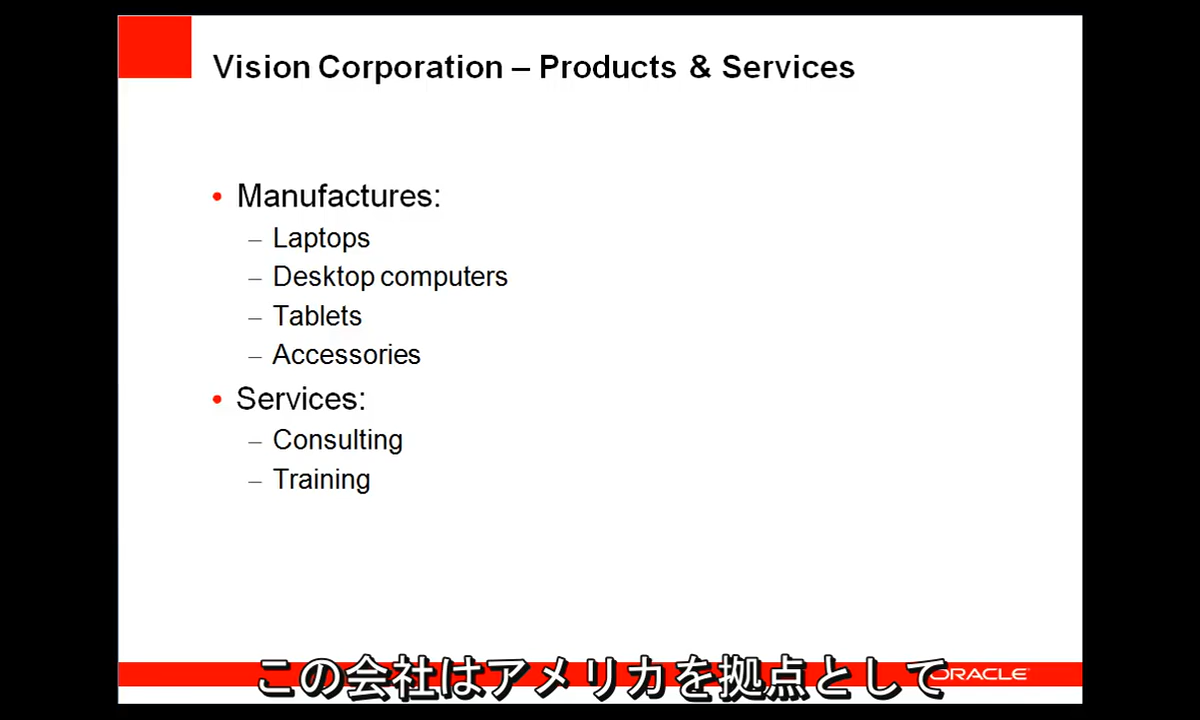 Vision Corporation – Products & Services
• Manufactures:
– Laptops
– Desktop computers
– Tablets
– Accessories
• Services:
– Consulting
– Training
この会社はアメリカを拠点として
ORACLE